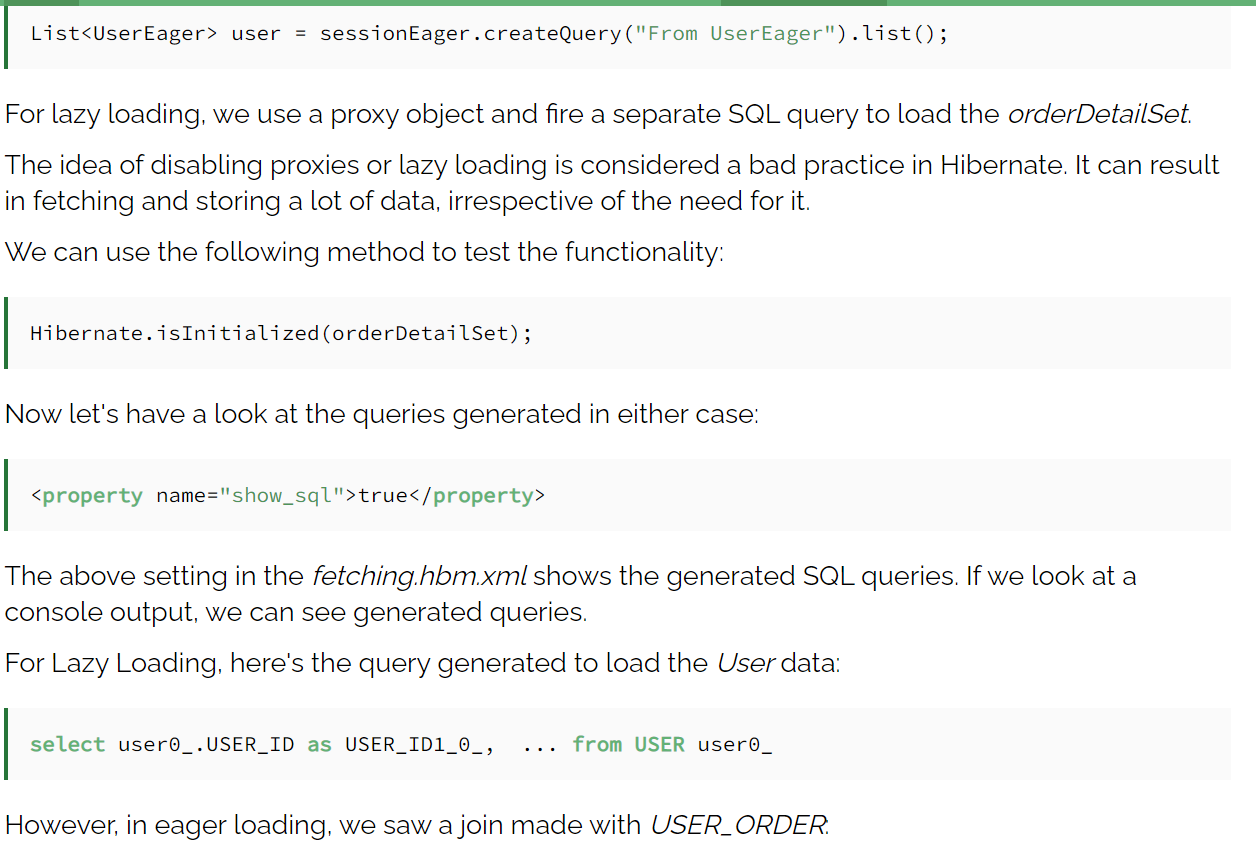 List<UserEager> user = sessionEager.createQuery("From UserEager").list();
For lazy loading, we use a proxy object and fire a separate SQL query to load the orderDetailSet.
The idea of disabling proxies or lazy loading is considered a bad practice in Hibernate. It can result
in fetching and storing a lot of data, irrespective of the need for it.
We can use the following method to test the functionality:
Hibernate.isInitialized(orderDetailSet);
Now let's have a look at the queries generated in either case:
<property name="show_sql">true</property>
The above setting in the fetching.hbm.xml shows the generated SQL queries. If we look at a
console output, we can see generated queries.
For Lazy Loading, here's the query generated to load the User data:
select user0_.USER_ID as USER_ID1_0_,  ... from USER user0_
However, in eager loading, we saw a join made with USER_ORDER: